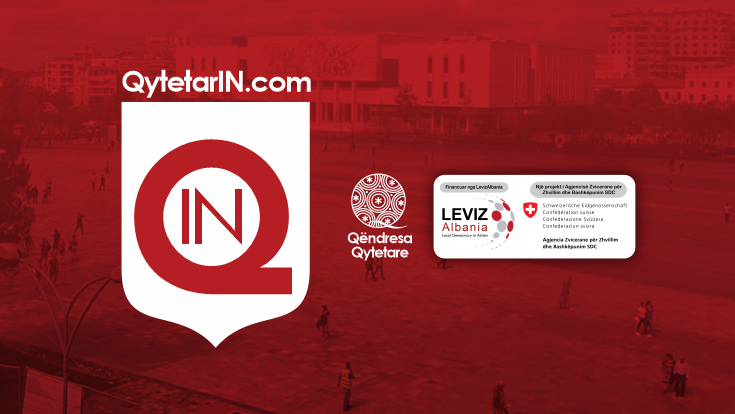 QytetarIN.com
IN
Qëndresa
Qytetare
Financuar nga LevizAlbania
LEVIZ
Albania
Local Democracy in Action
Një projekt i Agjencisë Zvicerane për
Zhvillim dhe Bashkëpunim SDC
Schweizerische Eidgenossenschaft
Confédération suisse
Confederazione Svizzera
Confederaziun svizra
Agjencia Zvicerane për Zhvillim
dhe Bashkëpunim SDC